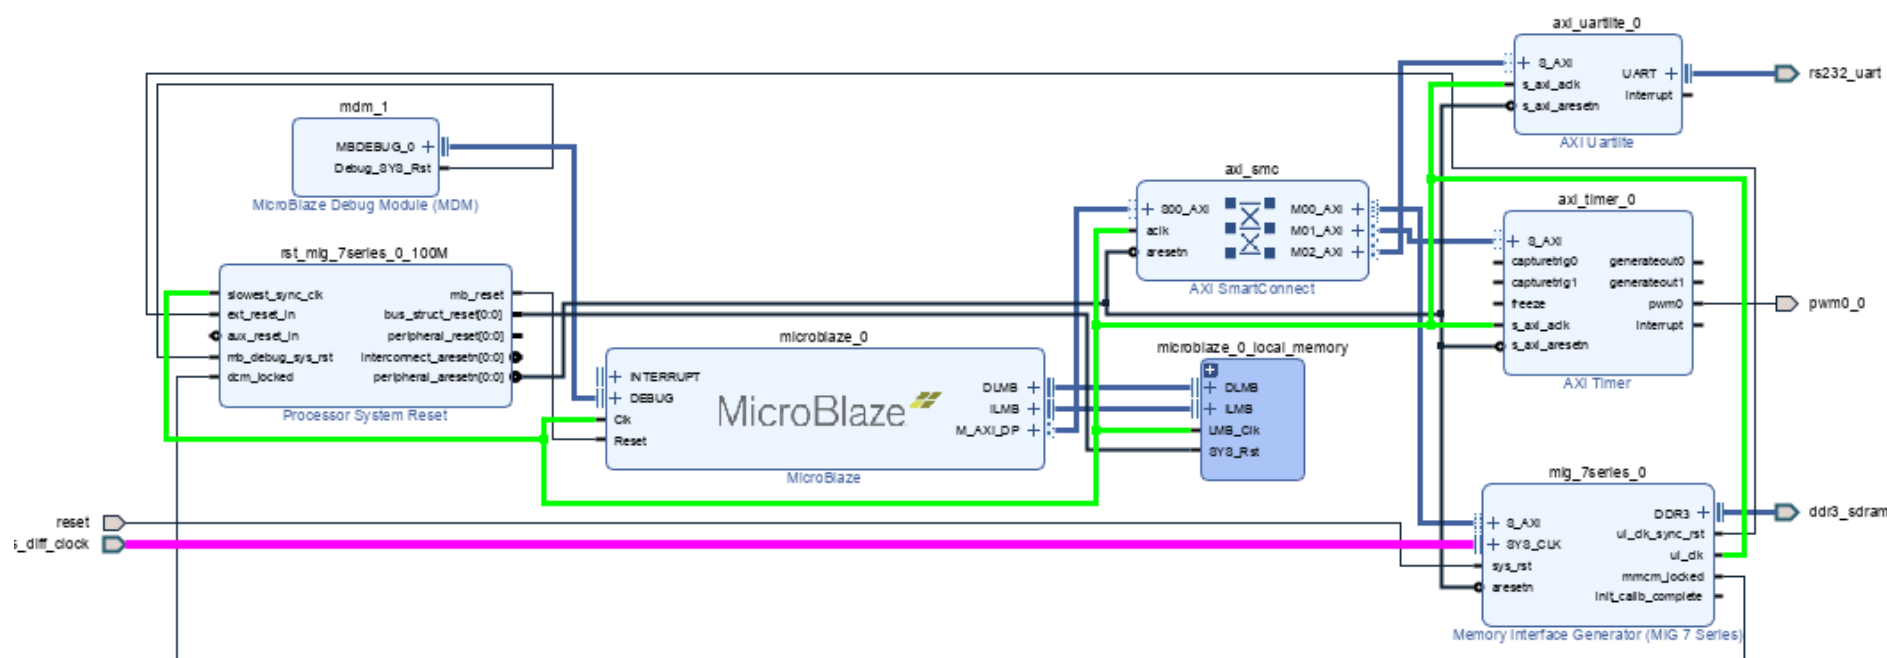 axi_uartlite_0
S_AXI
s_axi_aclk
s_axi_aresetn
UART
Interrupt
AXI Uartlite
rs232_uart
mdm_1
MBDEBUG_0
Debug_SYS_Rst
MicroBlaze Debug Module (MDM)
axi_smc
S00_AXI
aclk
aresetn
M00_AXI
M01_AXI
M02_AXI
AXI SmartConnect
axi_timer_0
S_AXI
capturetrig0
capturetrig1
freeze
s_axi_aclk
s_axi_aresetn
generateout0
generateout1
pwm0
Interrupt
AXI Timer
pwm0_0
rst_mig_7series_0_100M
slowest_sync_clk
ext_reset_in
aux_reset_in
mb_debug_sys_rst
dcm_locked
mb_reset
bus_struct_reset[0:0]
peripheral_reset[0:0]
interconnect_aresetn[0:0]
peripheral_aresetn[0:0]
Processor System Reset
microblaze_0
INTERRUPT
DEBUG
Clk
Reset
MicroBlaze
DLMB
ILMB
M_AXI_DP
MicroBlaze
microblaze_0_local_memory
DLMB
ILMB
LMB_Clk
SYS_Rst
mig_7series_0
S_AXI
SYS_CLK
sys_rst
aresetn
DDR3
ui_clk_sync_rst
ui_clk
mmcm_locked
init_calib_complete
Memory Interface Generator (MIG 7 Series)
ddr3_sdram
reset
s_diff_clock